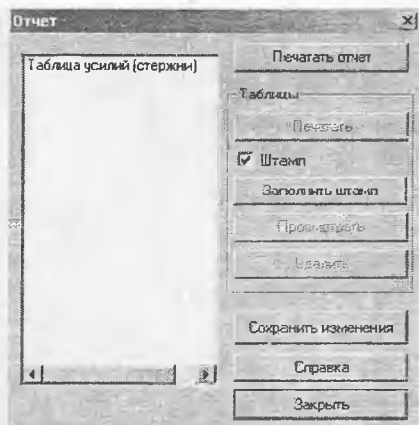 Отчет
Таблица усилий (стержни)
Печатать отчет
Таблицы
Печатать
Штамп
Заполнить штамп
Просмотреть
Удалить
Сохранить изменения
Справка
Закрыть